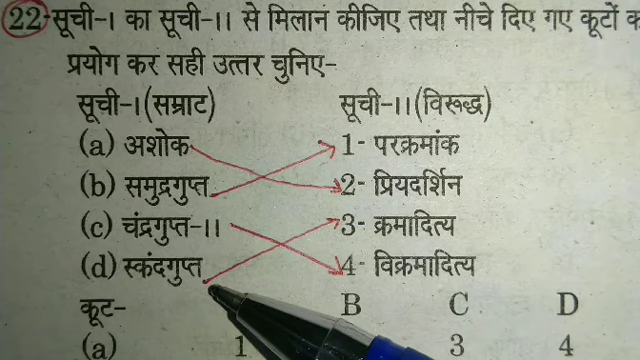 22- सूची-I का सूची-II से मिलान कीजिए तथा नीचे दिए गए कूटों
प्रयोग कर सही उत्तर चुनिए-
सूची-I (सम्राट) सूची-II (विरूद्ध)
(a) अशोक 1- परक्रमांक
(b) समुद्रगुप्त 2- प्रियदर्शिन
(c) चंद्रगुप्त-II 3- क्रमादित्य
(d) स्कंदगुप्त 4- विक्रमादित्य
कूट- B C D
(a) 1 3 4